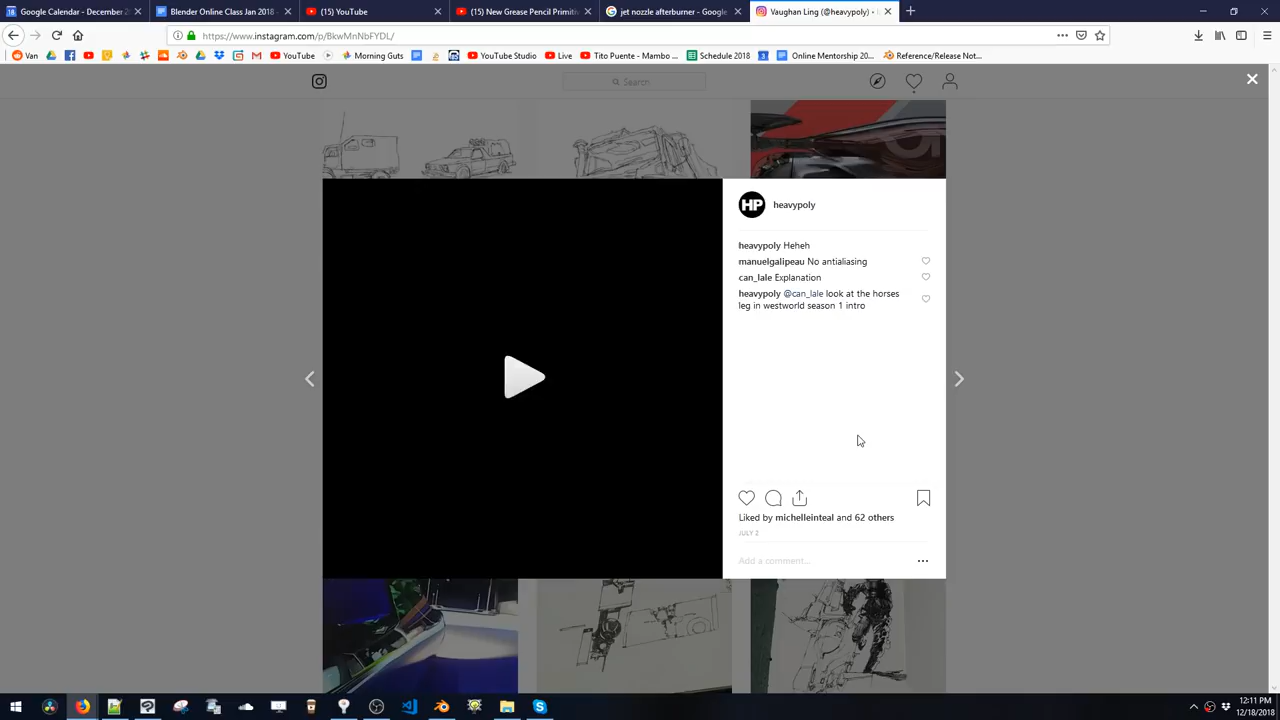 Google Calendar - December 2
Blender Online Class Jan 2018 -
(15) YouTube
(15) New Grease Pencil Primiti
jet nozzle afterburner - Google
Vaughan Ling (@heavypoly) •
https://www.instagram.com/p/BkwMnNbFYDL/
Van
YouTube
Morning Guts
YouTube Studio
Live
Tito Puente - Mambo ...
Schedule 2018
Online Mentorship 20...
Reference/Release Not...
Search
HP
heavypoly
heavypoly Heheh
manuelgalipeau No antialiasing
can_lale Explanation
heavypoly @can_lale look at the horses
leg in westworld season 1 intro
Liked by michelleinteal and 62 others
JULY 2
Add a comment...
12:11 PM
12/18/2018